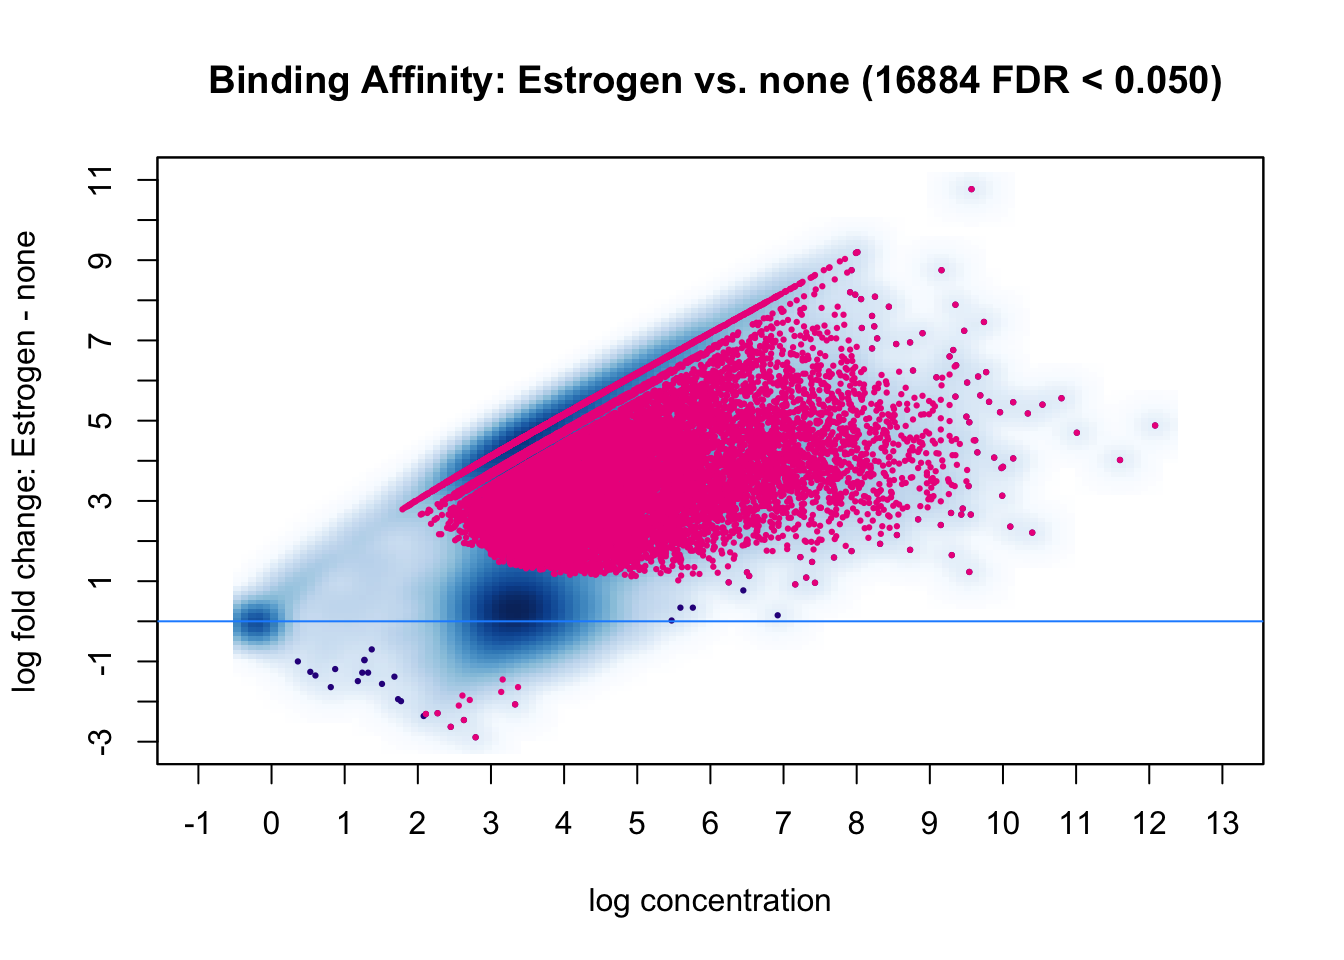 Binding Affinity: Estrogen vs. none (16884 FDR < 0.050)
log fold change: Estrogen - none
11
9
7
5
3
1
-1
-3
-1 0 1 2 3 4 5 6 7 8 9 10 11 12 13
log concentration